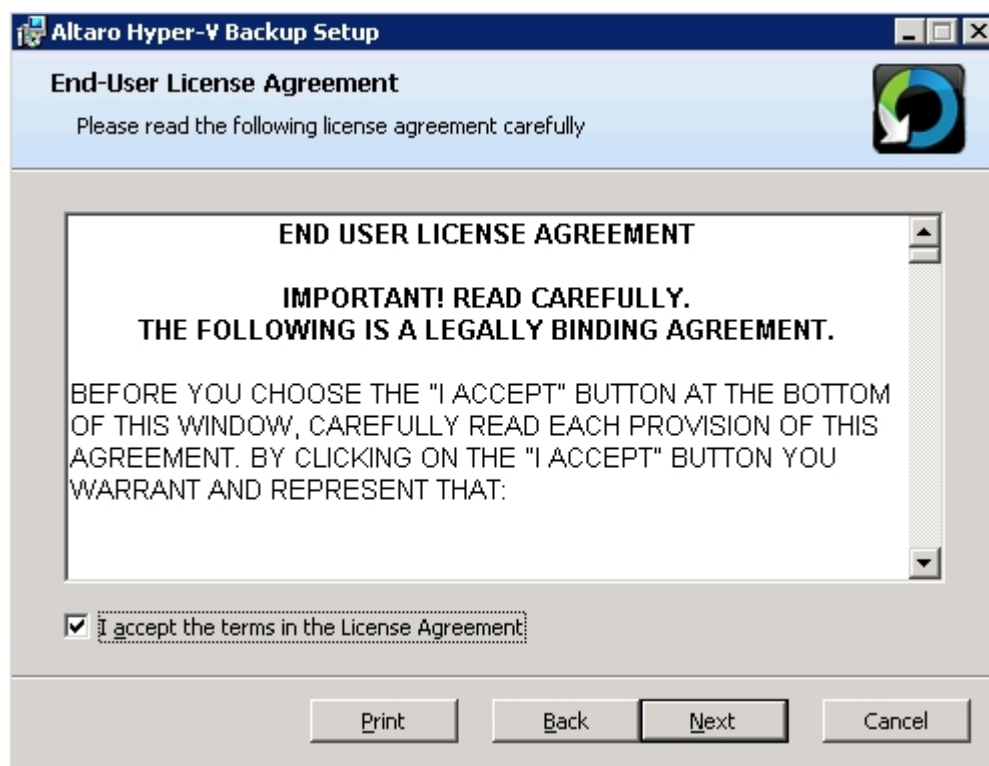 Altaro Hyper-V Backup Setup
End-User License Agreement
Please read the following license agreement carefully
END USER LICENSE AGREEMENT
IMPORTANT! READ CAREFULLY.
THE FOLLOWING IS A LEGALLY BINDING AGREEMENT.
BEFORE YOU CHOOSE THE "I ACCEPT" BUTTON AT THE BOTTOM
OF THIS WINDOW, CAREFULLY READ EACH PROVISION OF THIS
AGREEMENT. BY CLICKING ON THE "I ACCEPT" BUTTON YOU
WARRANT AND REPRESENT THAT:
I accept the terms in the License Agreement
Print Back Next Cancel